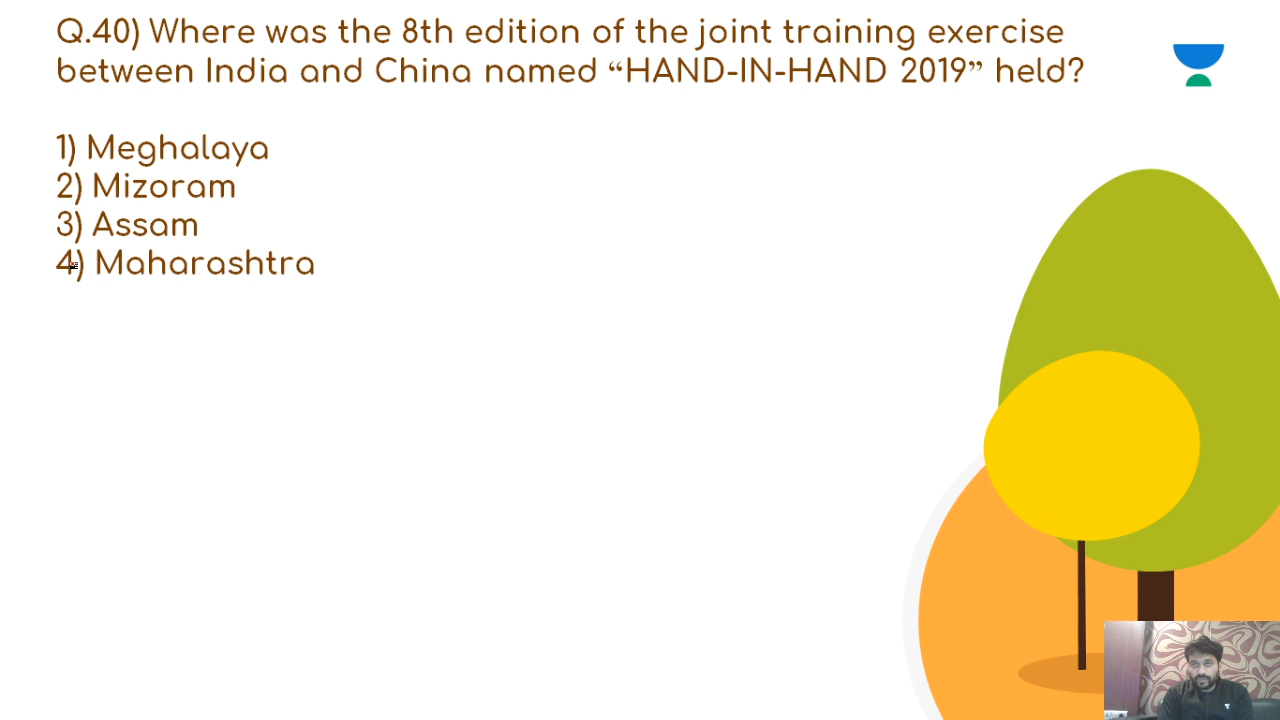 Q.40) Where was the 8th edition of the joint training exercise
between India and China named “HAND-IN-HAND 2019” held?
1) Meghalaya
2) Mizoram
3) Assam
4) Maharashtra